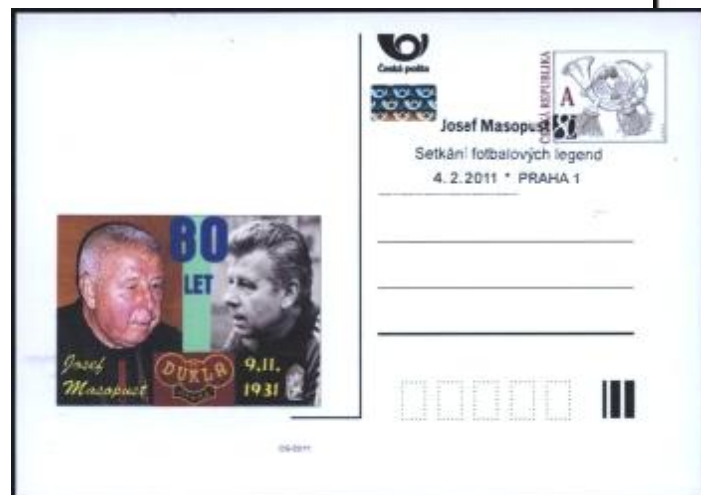 Česká pošta
ČESKÁ REPUBLIKA
A
Josef Masopust
80
Setkání fotbalových legend
4. 2. 2011 * PRAHA 1
80
LET
Josef
Masopust
DUKLA
9.11.
1931